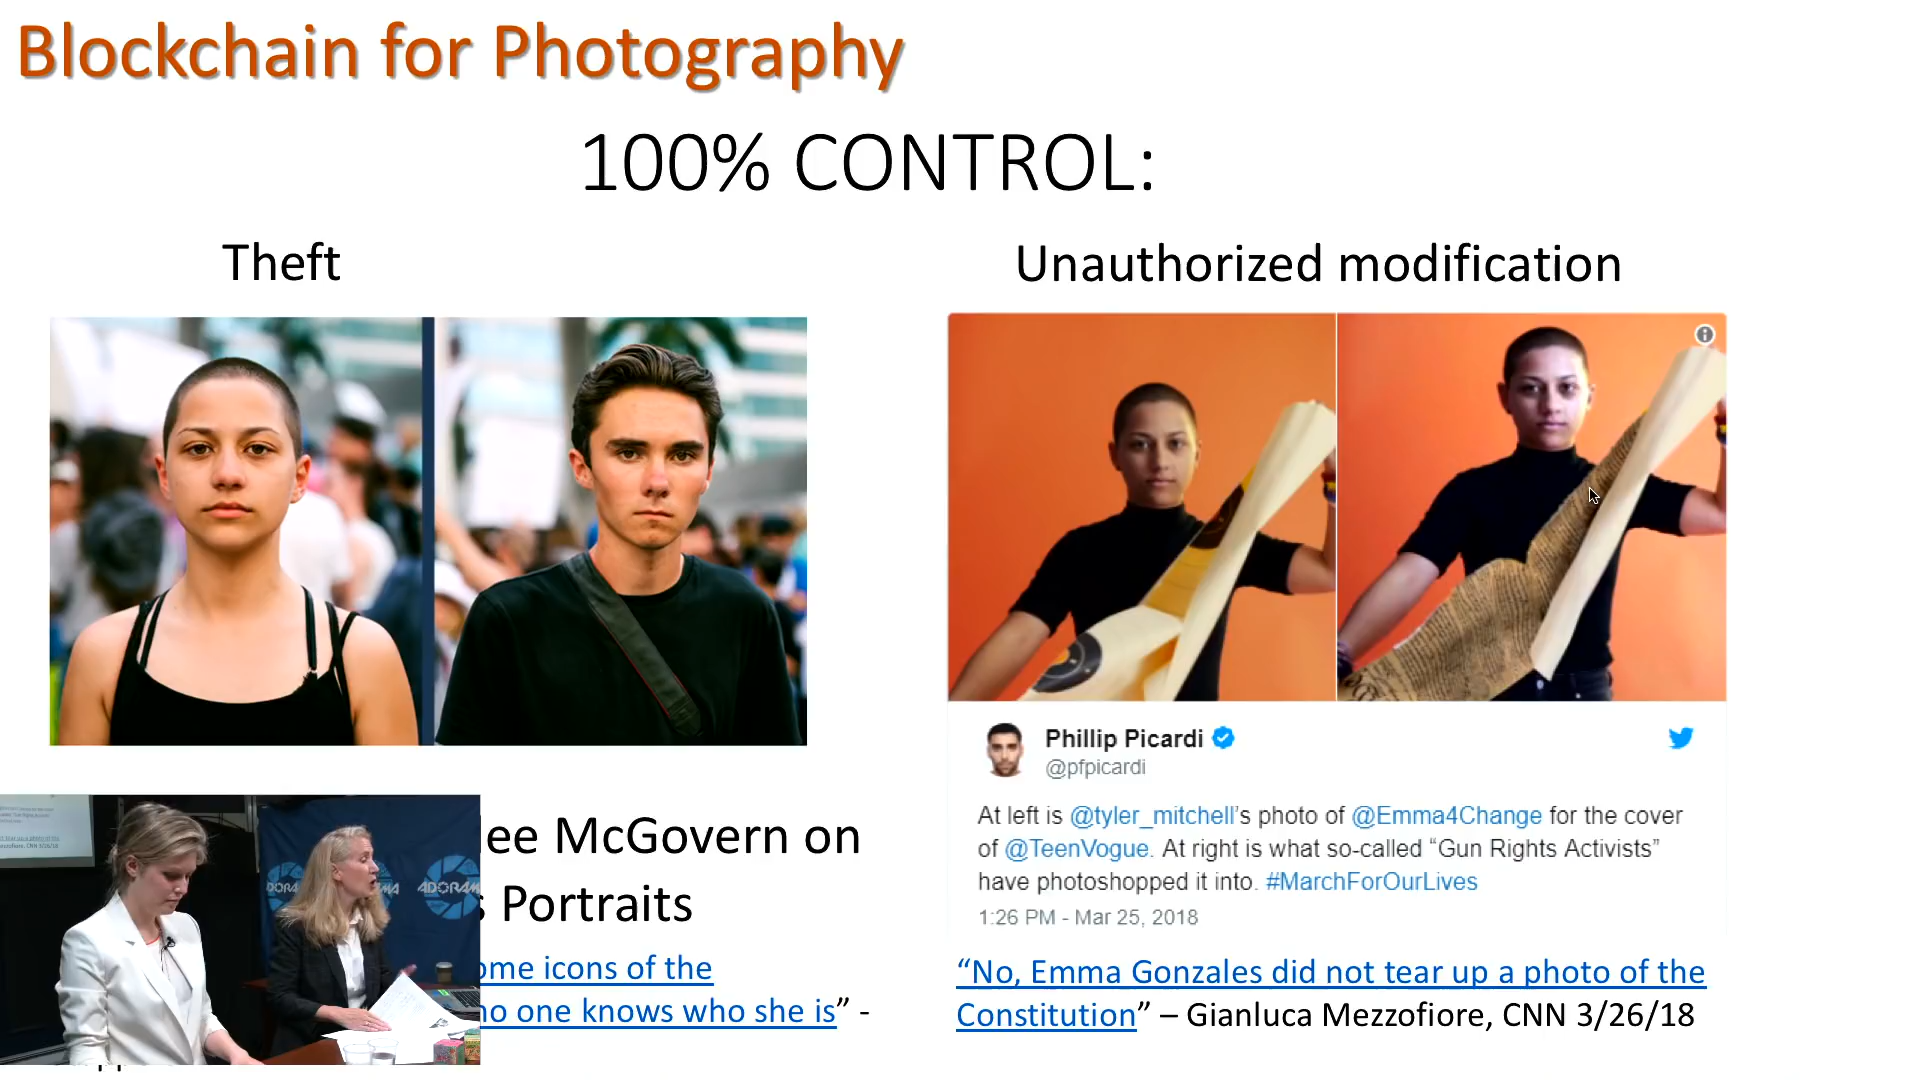 Blockchain for Photography
100% CONTROL:
Theft
Unauthorized modification
lee McGovern on
s Portraits
ome icons of the
no one knows who she is” -
Phillip Picardi
@pfpicardi
At left is @tyler_mitchell's photo of @Emma4Change for the cover
of @TeenVogue. At right is what so-called “Gun Rights Activists”
have photoshopped it into. #MarchForOurLives
1:26 PM - Mar 25, 2018
“No, Emma Gonzales did not tear up a photo of the
Constitution” – Gianluca Mezzofiore, CNN 3/26/18
ADORAMA